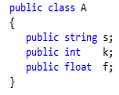 public class A
{
    public string s;
    public int    k;
    public float  f;
}